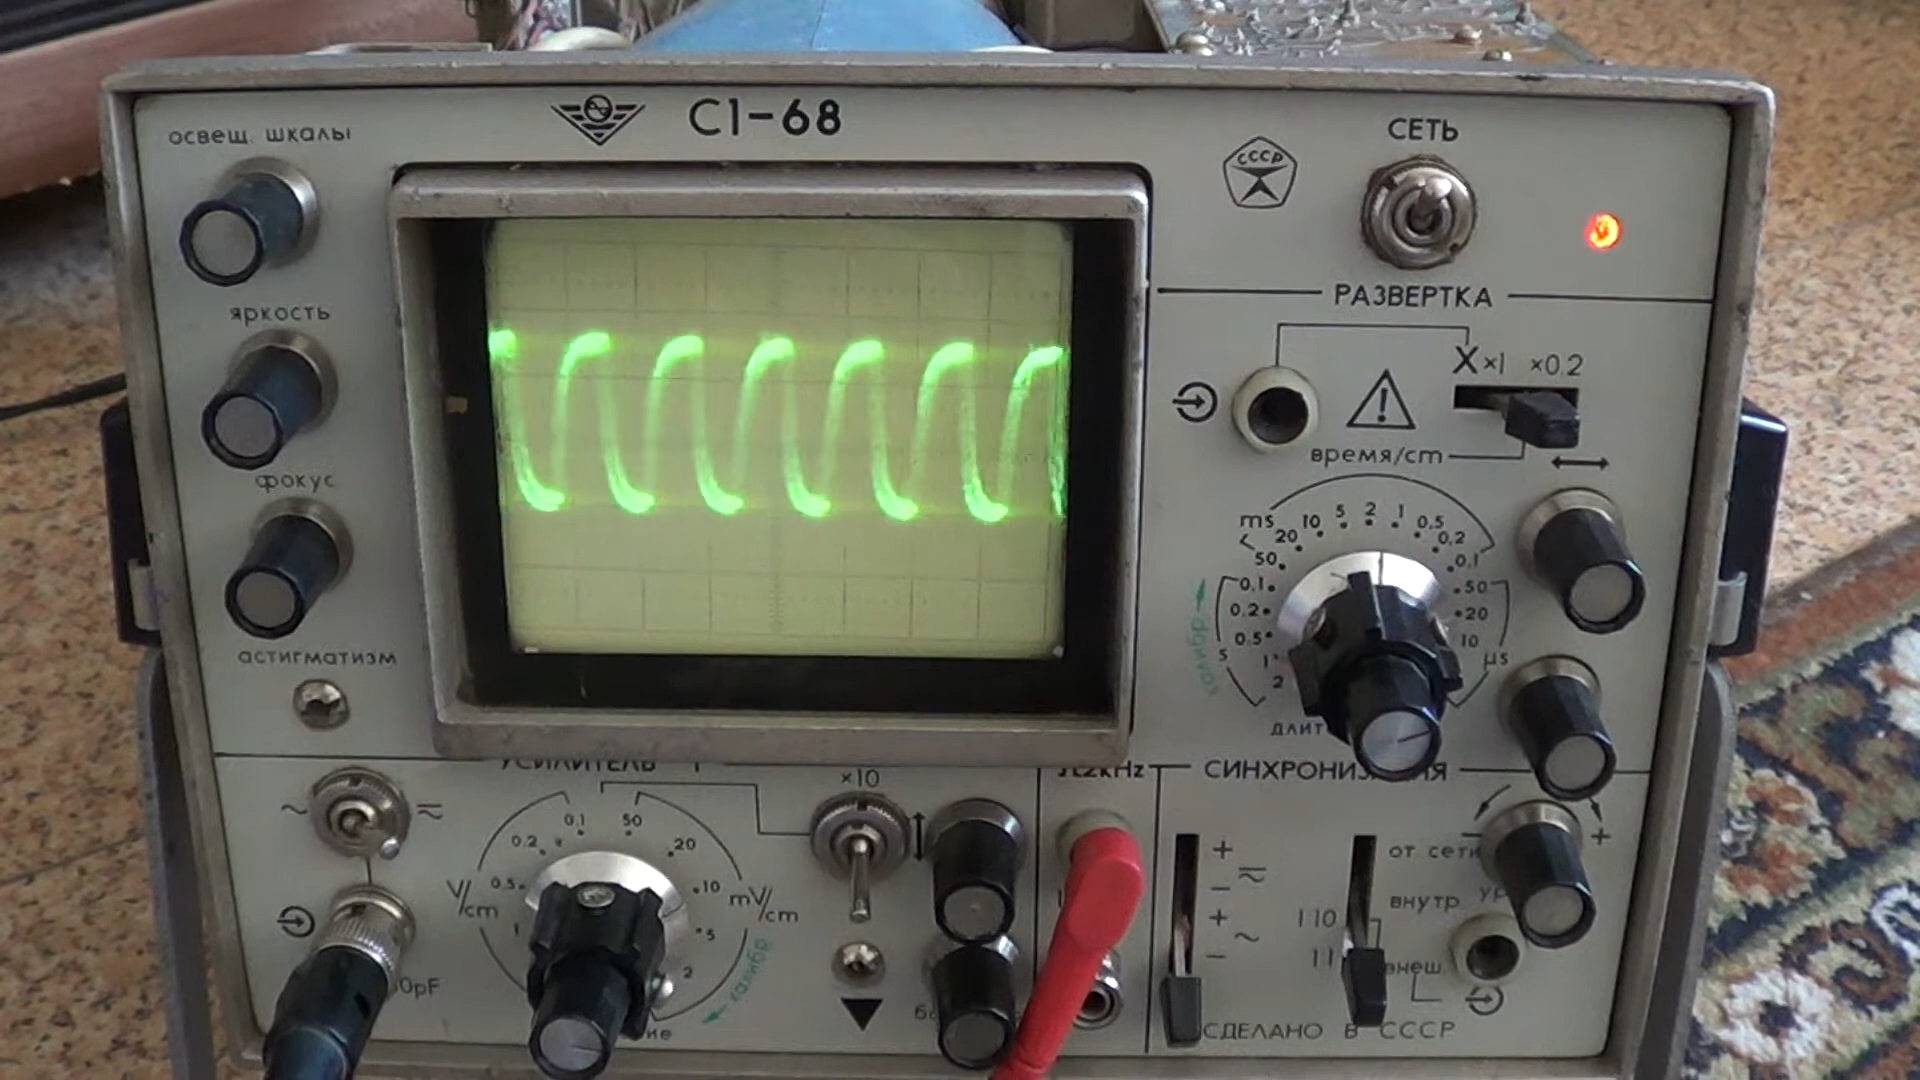 C1-68
освещ. шкалы
СЕТЬ
СССР
яркость
РАЗВЕРТКА
X ×1 ×0.2
время/cm
фокус
ms 50 20 10 5 2 1 0,5 0,2 0,1
50 20 10 μs
0,1 0.2 0.5 1 2 s
калибр
астигматизм
УСИЛИТЕЛЬ
2kHz
~
×10
V/cm 1 0.5 0.2 0.1
50 20 10 5 2 mV/cm
калибр
+
− ≂
+
− ~
от сети
внутр.
1:10
1:1
внеш.
− +
СДЕЛАНО В СССР